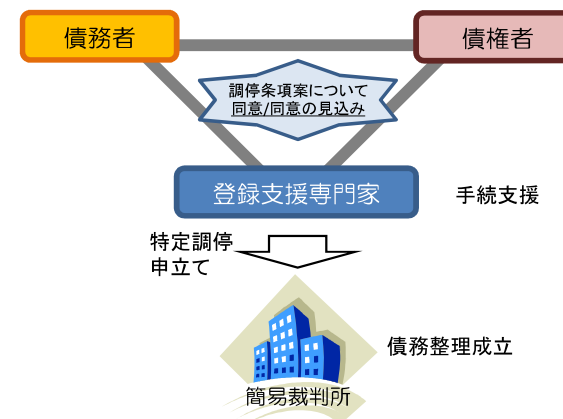 債務者
債権者
調停条項案について
同意/同意の見込み
登録支援専門家
手続支援
特定調停
申立て
債務整理成立
簡易裁判所